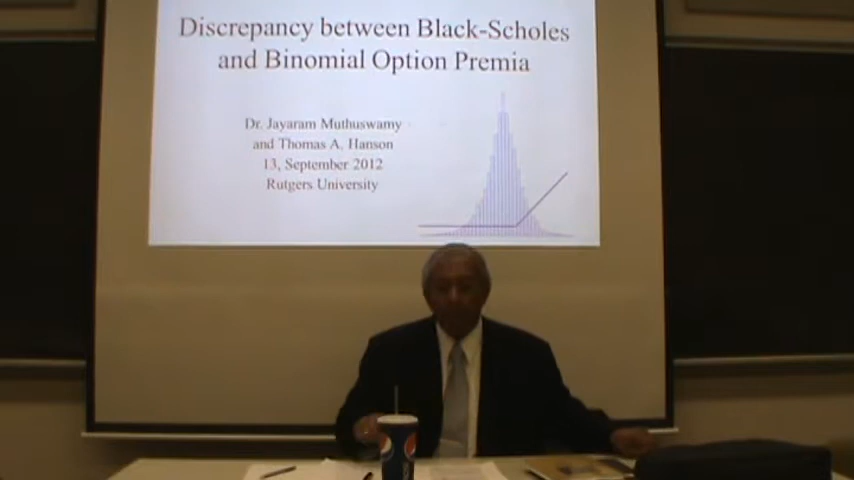 Discrepancy between Black-Scholes
and Binomial Option Premia
Dr. Jayaram Muthuswamy
and Thomas A. Hanson
13, September 2012
Rutgers University